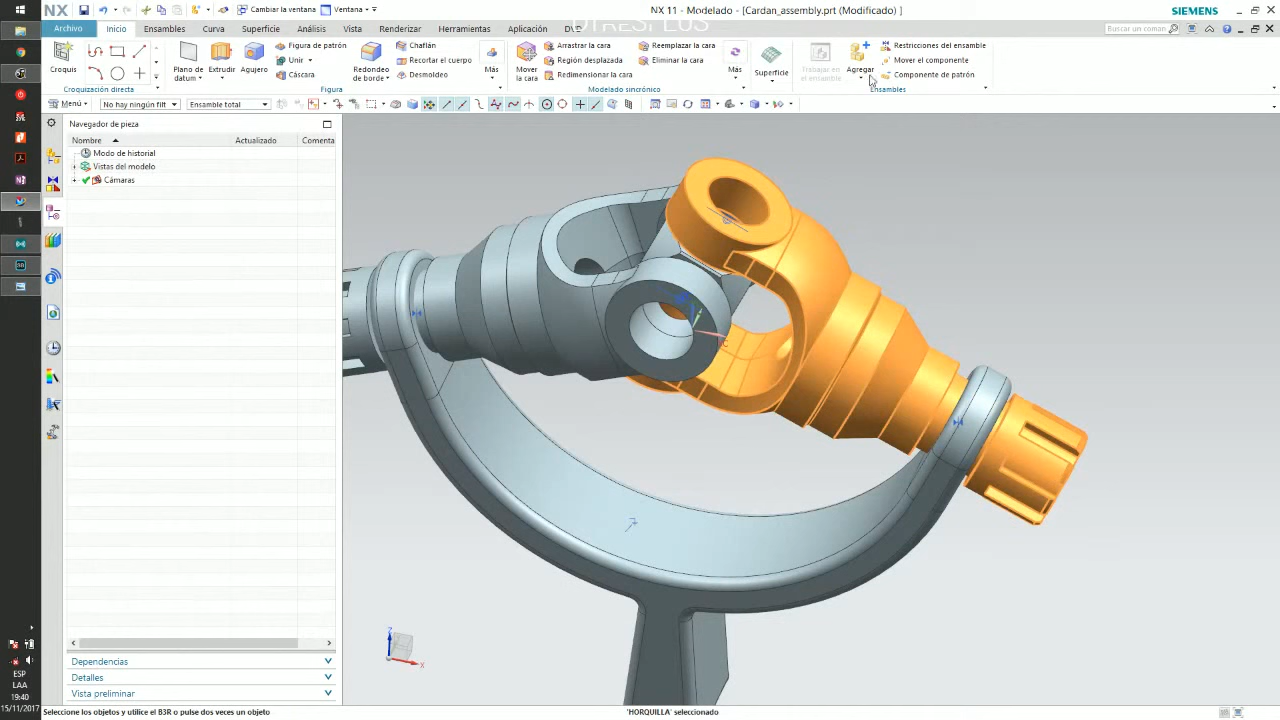 NX
Cambiar la ventana
Ventana
NX 11 - Modelado - [Cardan_assembly.prt (Modificado) ]
SIEMENS
Archivo
Inicio
Ensambles
Curva
Superficie
Análisis
Vista
Renderizar
Herramientas
Aplicación
Buscar un coman
Croquis
Croquización directa
Plano de datum
Extrudir
Agujero
Figura de patrón
Unir
Cáscara
Redondeo de borde
Chaflán
Recortar el cuerpo
Desmoldeo
Más
Figura
Mover la cara
Arrastrar la cara
Región desplazada
Redimensionar la cara
Reemplazar la cara
Eliminar la cara
Más
Modelado sincrónico
Superficie
Trabajar en el ensamble
Agregar
Restricciones del ensamble
Mover el componente
Componente de patrón
Ensambles
Menú
No hay ningún filt
Ensamble total
Navegador de pieza
Nombre
Actualizado
Comenta
Modo de historial
Vistas del modelo
Cámaras
Z
X
Dependencias
Detalles
Vista preliminar
ESP
LAA
19:40
15/11/2017
Seleccione los objetos y utilice el B3R o pulse dos veces un objeto
'HORQUILLA' seleccionado